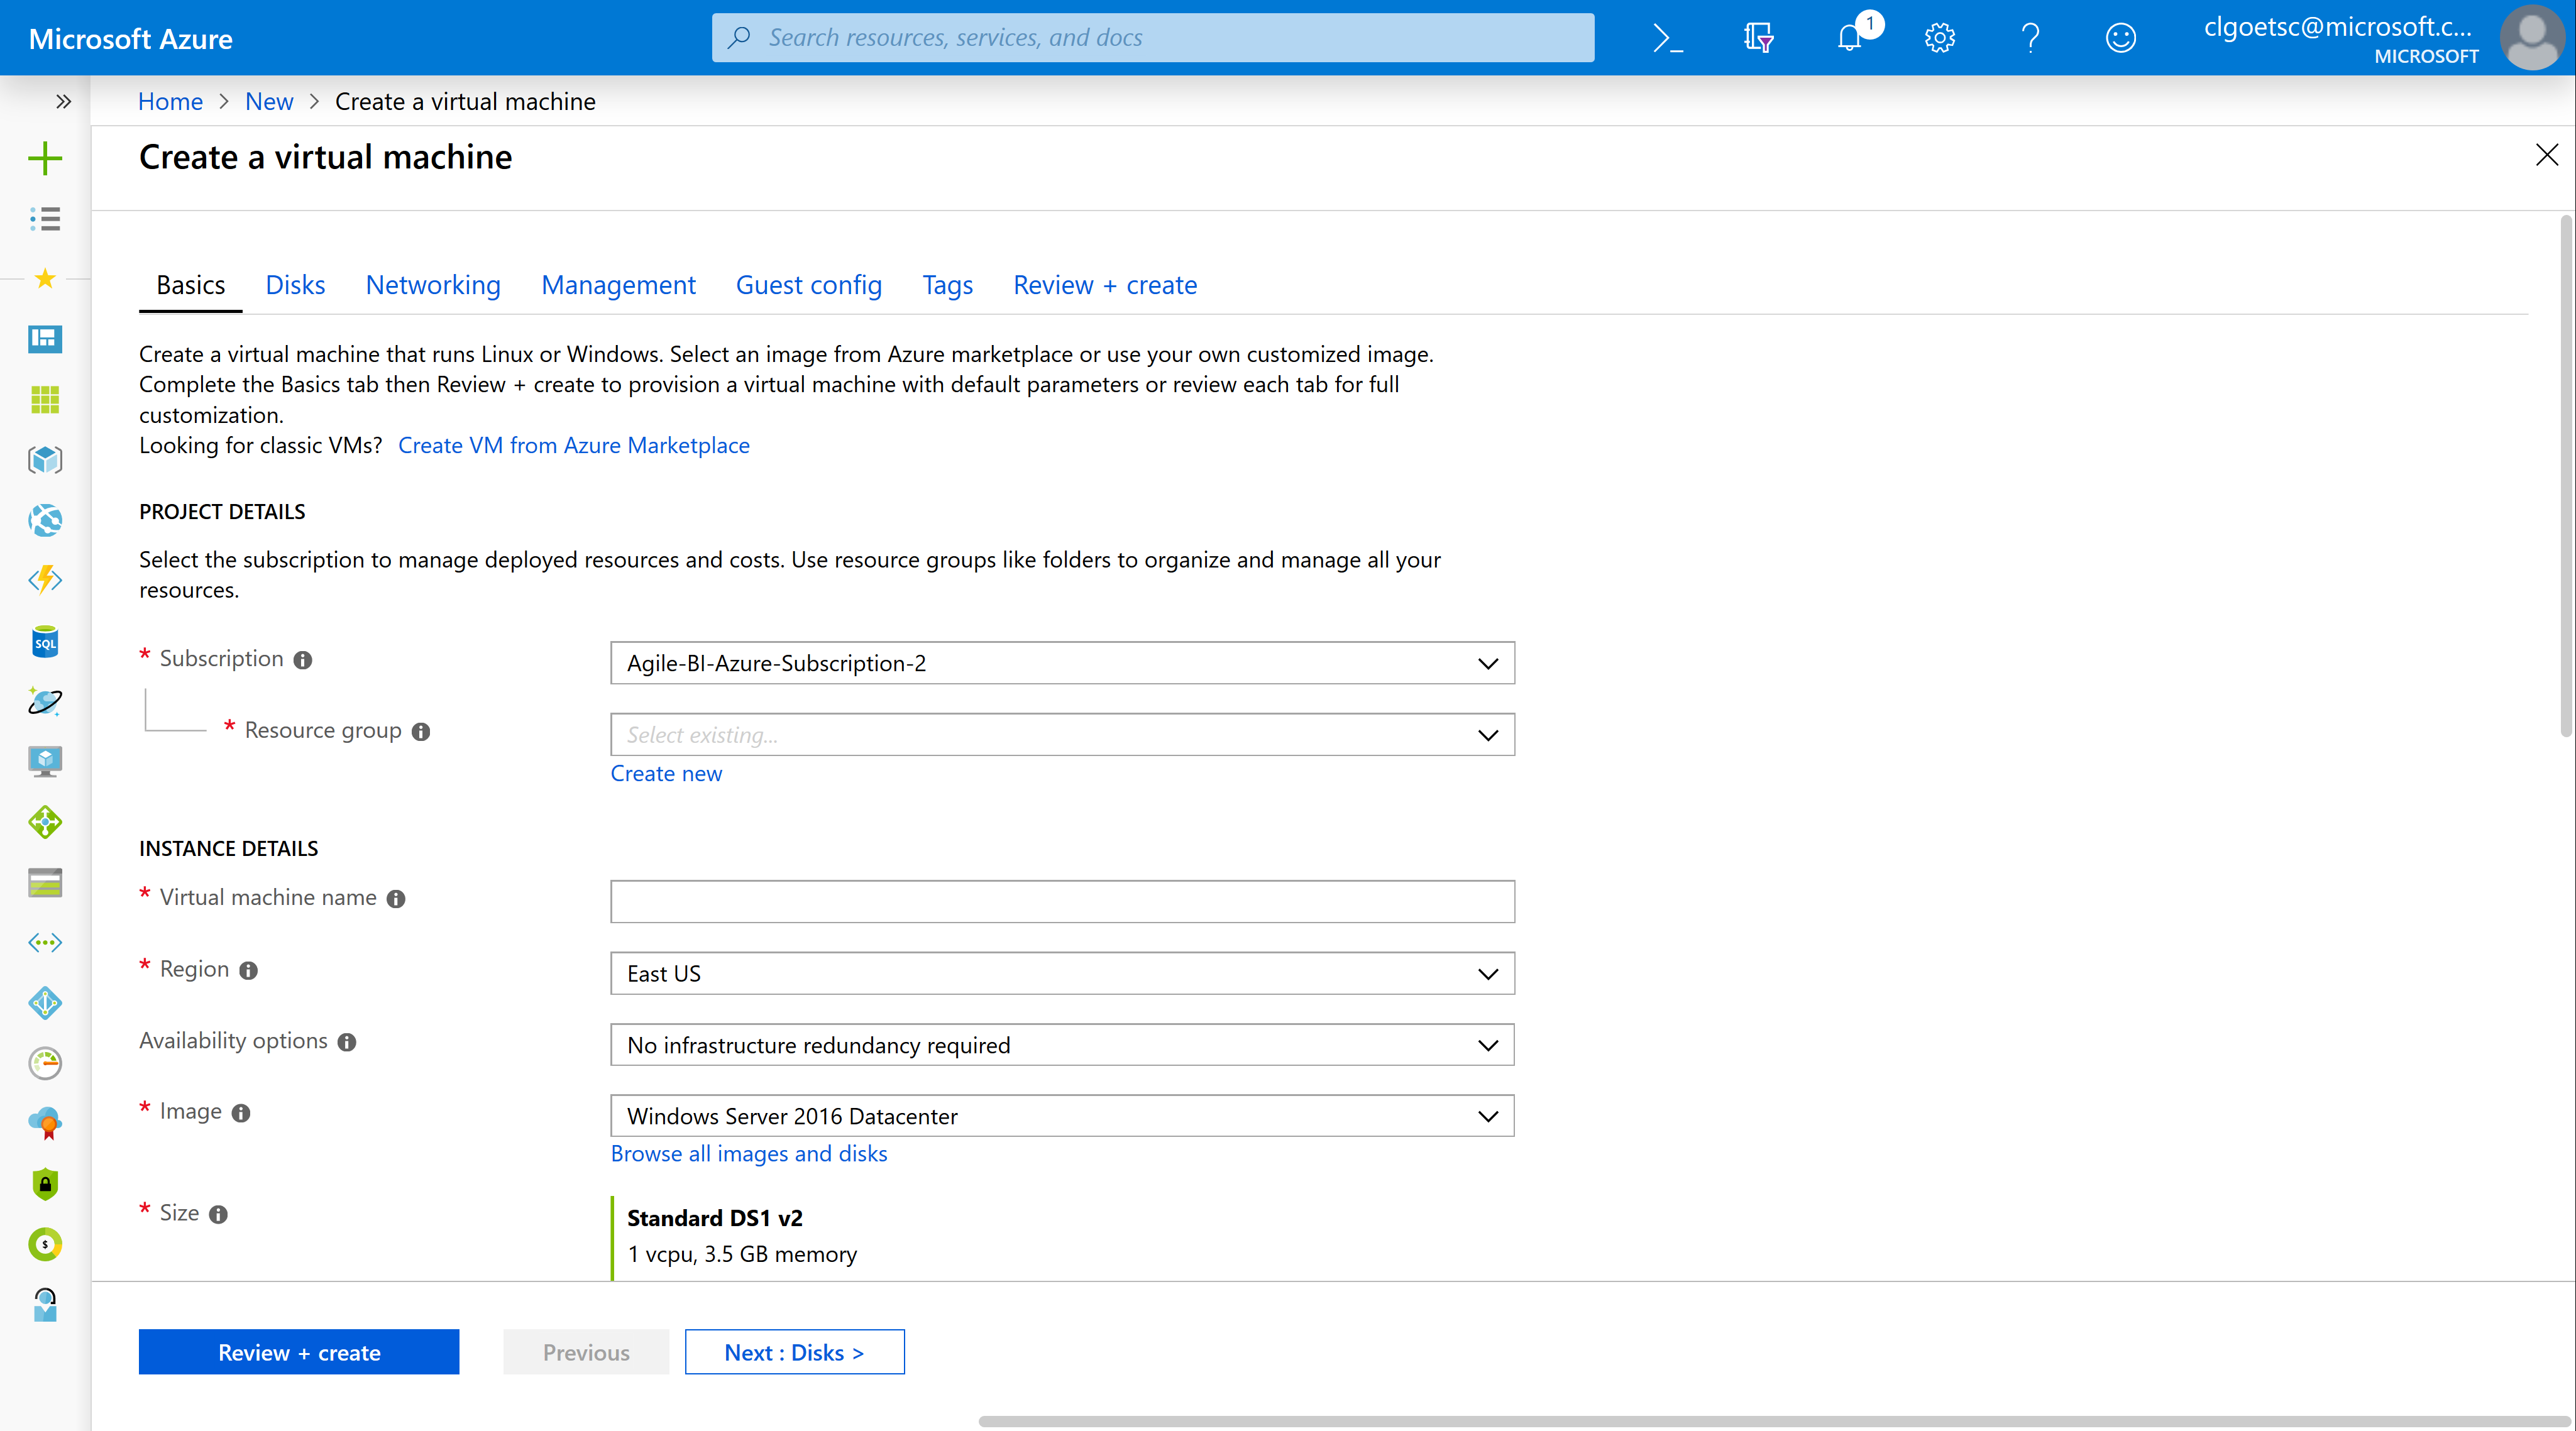 Microsoft Azure
Search resources, services, and docs
1
clgoetsc@microsoft.c...
MICROSOFT
Home > New > Create a virtual machine
Create a virtual machine
Basics Disks Networking Management Guest config Tags Review + create
Create a virtual machine that runs Linux or Windows. Select an image from Azure marketplace or use your own customized image.
Complete the Basics tab then Review + create to provision a virtual machine with default parameters or review each tab for full
customization.
Looking for classic VMs? Create VM from Azure Marketplace
PROJECT DETAILS
Select the subscription to manage deployed resources and costs. Use resource groups like folders to organize and manage all your
resources.
* Subscription
Agile-BI-Azure-Subscription-2
* Resource group
Select existing...
Create new
INSTANCE DETAILS
* Virtual machine name
* Region
East US
Availability options
No infrastructure redundancy required
* Image
Windows Server 2016 Datacenter
Browse all images and disks
* Size
Standard DS1 v2
1 vcpu, 3.5 GB memory
SQL
Review + create
Previous
Next : Disks >